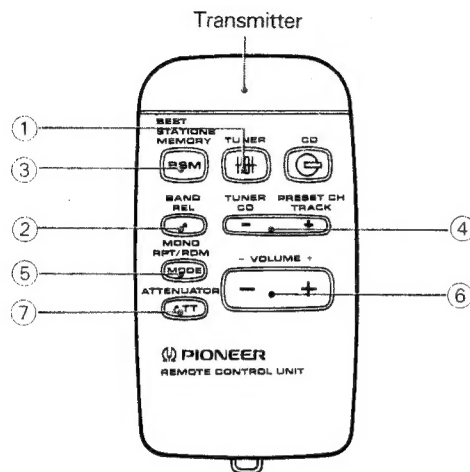 Transmitter
BEST
STATIONS
MEMORY
TUNER
CD
①
③
BSM
BAND
REL
TUNER
CD
PRESET CH
TRACK
②
−
+
④
MONO
RPT/RDM
⑤
MODE
− VOLUME +
−
+
⑥
ATTENUATOR
⑦
ATT
PIONEER
REMOTE CONTROL UNIT